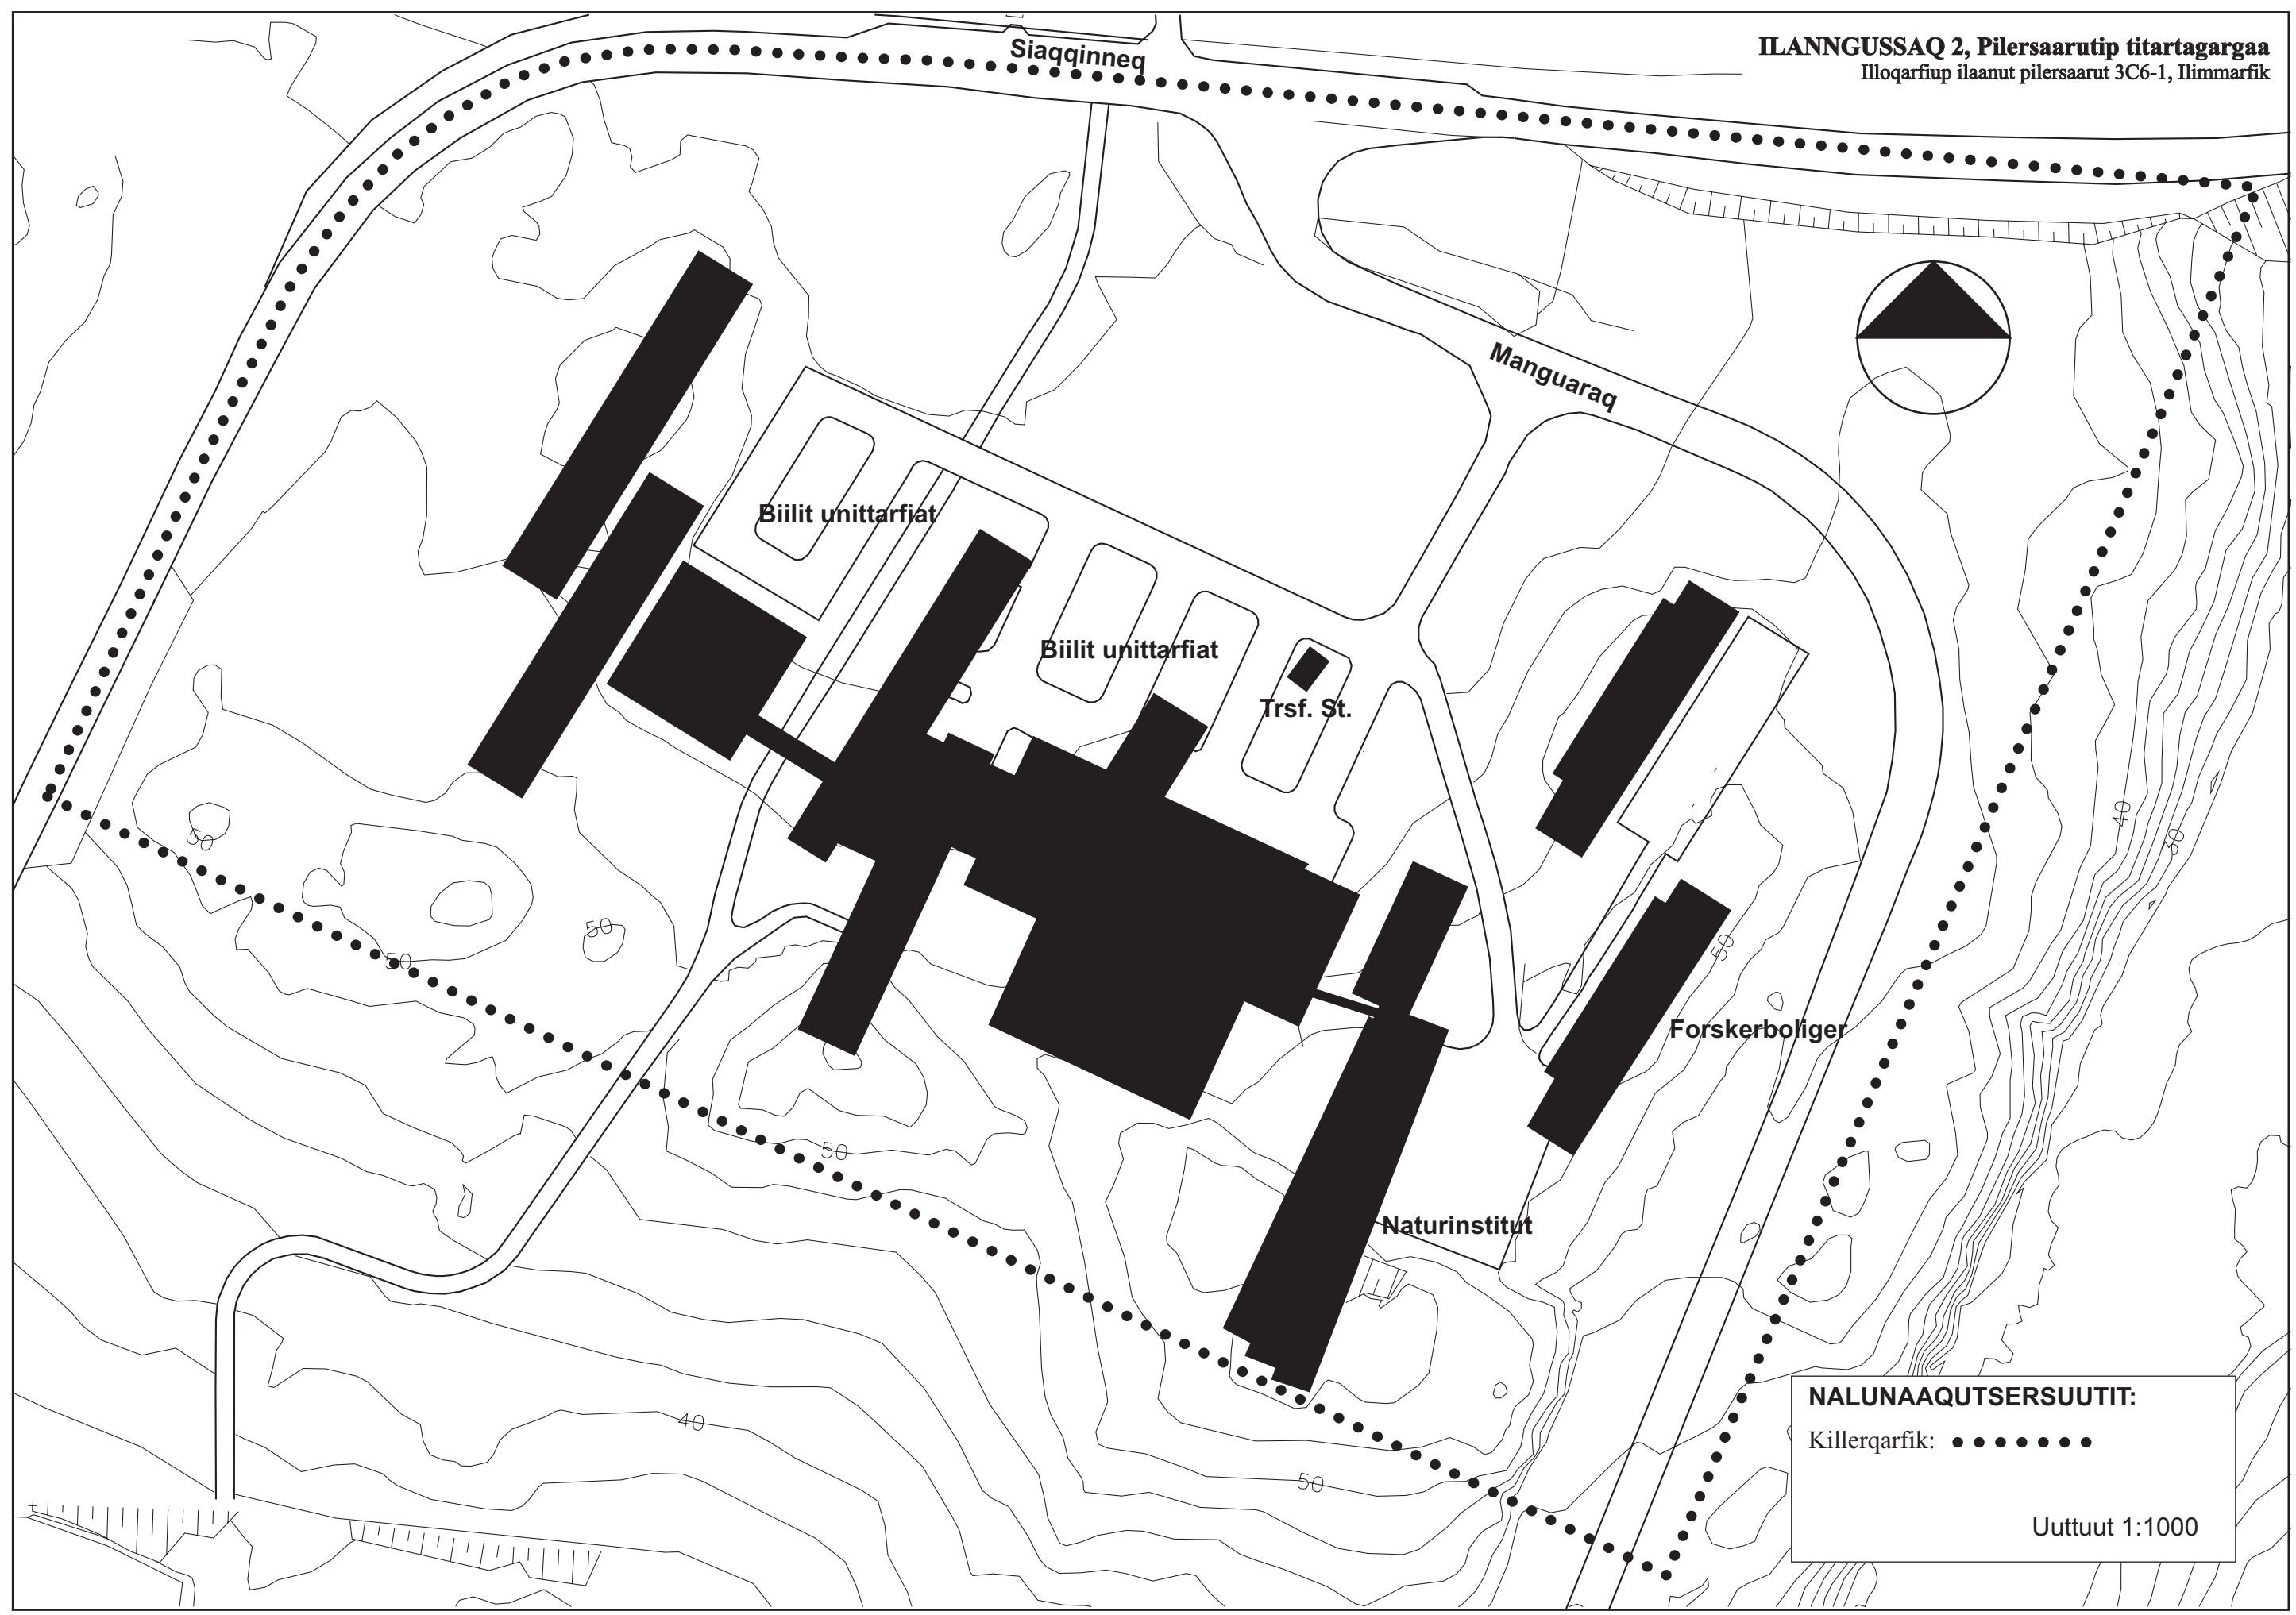 ILANNGUSSAQ 2, Pilersaarutip titartagargaa
Illoqarfiup ilaanut pilersaarut 3C6-1, Ilimmarfik
Siaqqinneq
Manguaraq
Biilit unittarfiat
Biilit unittarfiat
Trsf. St.
40
50
50
50
50
50
Forskerboliger
50
Naturinstitut
40
50
NALUNAAQUTSERSUUTIT:
Killerqarfik:
Uuttuut 1:1000